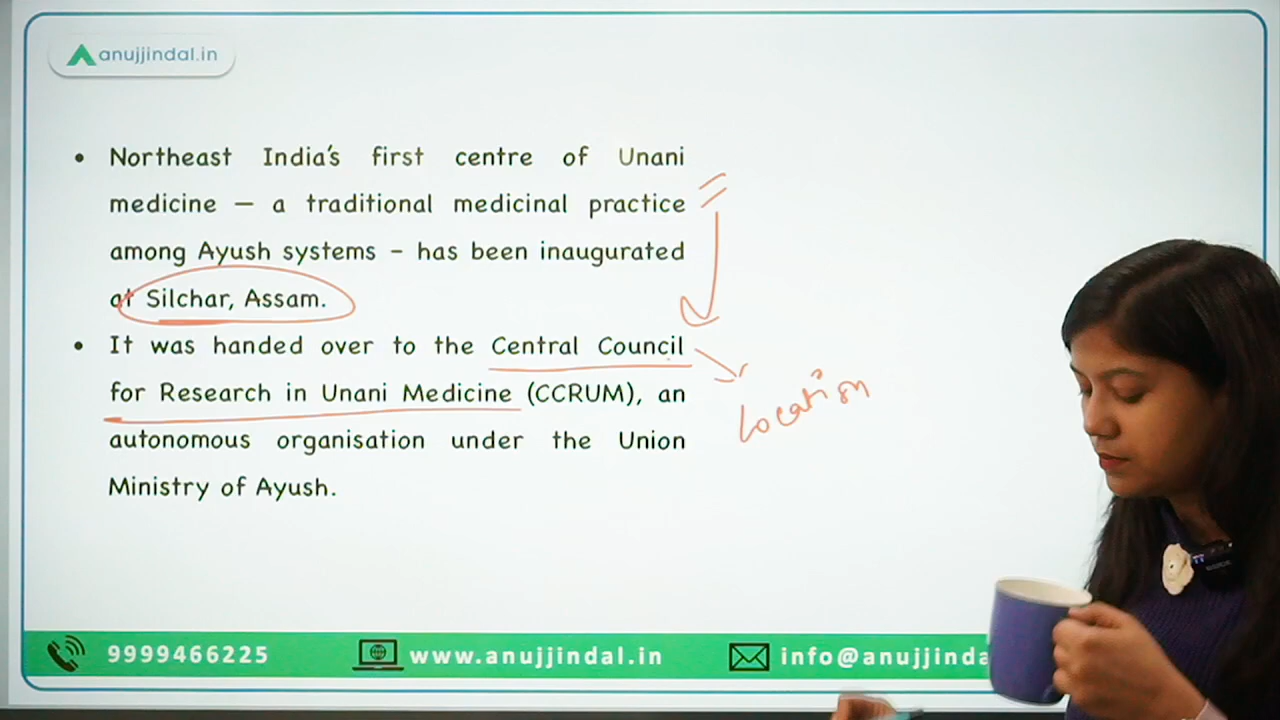 anujjindal.in
• Northeast India's first centre of Unani
medicine – a traditional medicinal practice
among Ayush systems – has been inaugurated
at Silchar, Assam.
• It was handed over to the Central Council
for Research in Unani Medicine (CCRUM), an
autonomous organisation under the Union
Ministry of Ayush.
Location
9999466225 www.anujjindal.in info@anujjinda